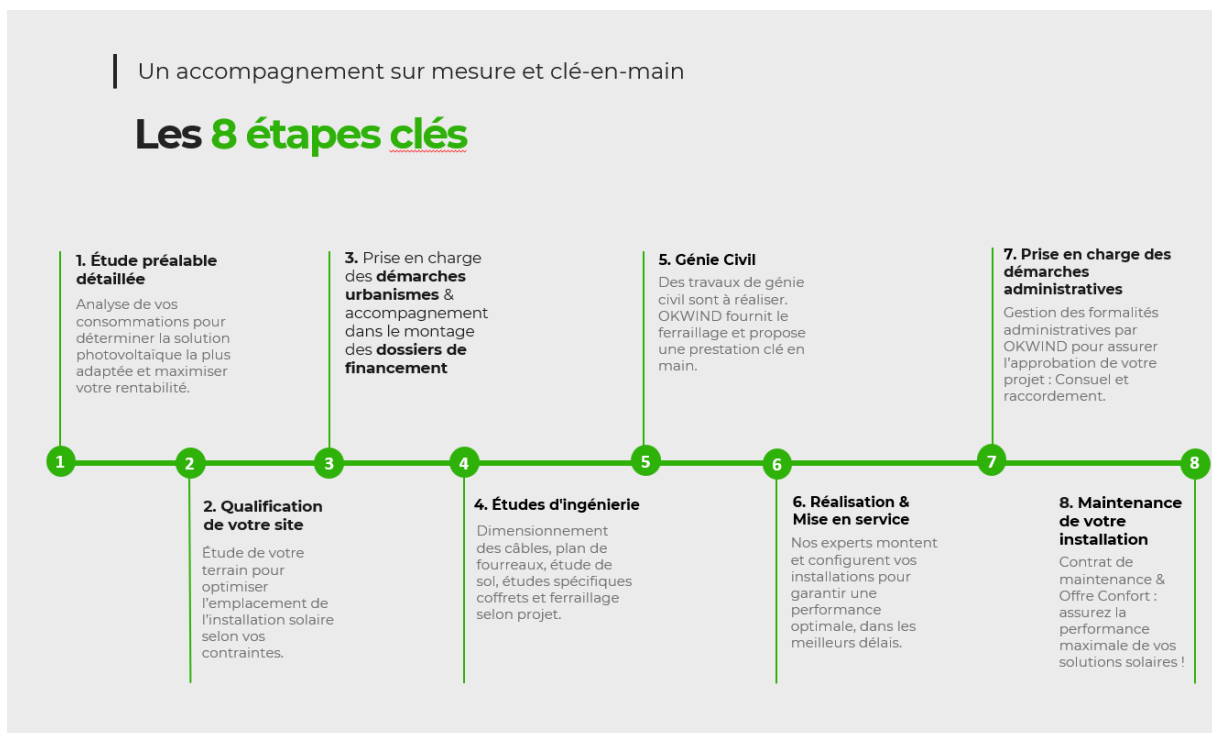 Un accompagnement sur mesure et clé-en-main
Les 8 étapes clés
1. Étude préalable
détaillée
Analyse de vos
consommations pour
déterminer la solution
photovoltaïque la plus
adaptée et maximiser
votre rentabilité.
3. Prise en charge
des démarches
urbanismes &
accompagnement
dans le montage
des dossiers de
financement
5. Génie Civil
Des travaux de génie
civil sont à réaliser.
OKWIND fournit le
ferraillage et propose
une prestation clé en
main.
7. Prise en charge des
démarches
administratives
Gestion des formalités
administratives par
OKWIND pour assurer
l'approbation de votre
projet : Consuel et
raccordement.
1
2
3
4
5
6
7
8
2. Qualification
de votre site
Étude de votre
terrain pour
optimiser
l'emplacement de
l'installation solaire
selon vos
contraintes.
4. Études d'ingénierie
Dimensionnement
des câbles, plan de
fourreaux, étude de
sol, études spécifiques
coffrets et ferraillage
selon projet.
6. Réalisation &
Mise en service
Nos experts montent
et configurent vos
installations pour
garantir une
performance
optimale, dans les
meilleurs délais.
8. Maintenance
de votre
installation
Contrat de
maintenance &
Offre Confort :
assurez la
performance
maximale de vos
solutions solaires !